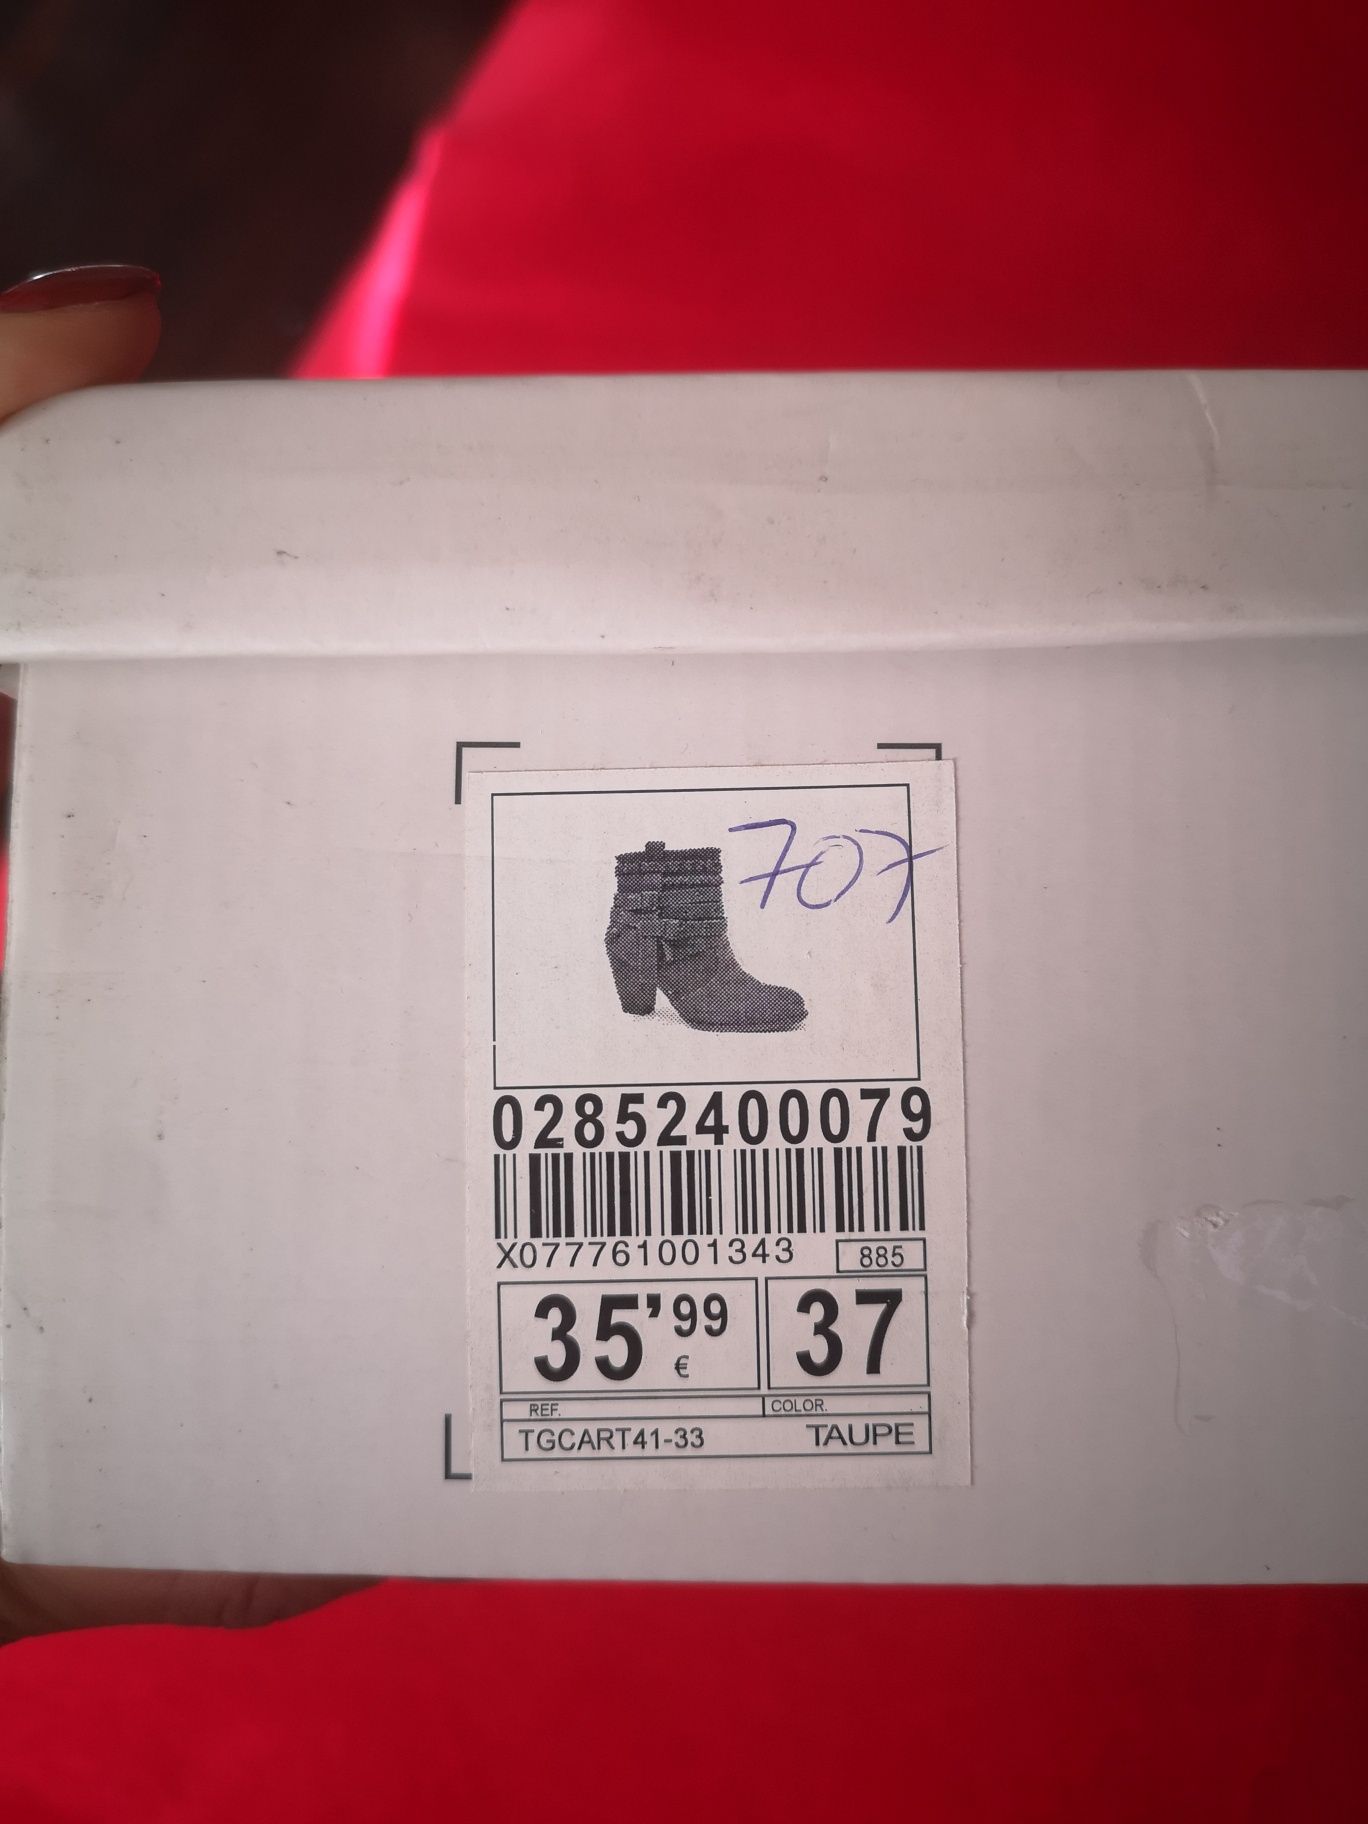 707
02852400079
X077761001343
885
35'99
€
37
REF.
COLOR.
TGCART41-33
TAUPE